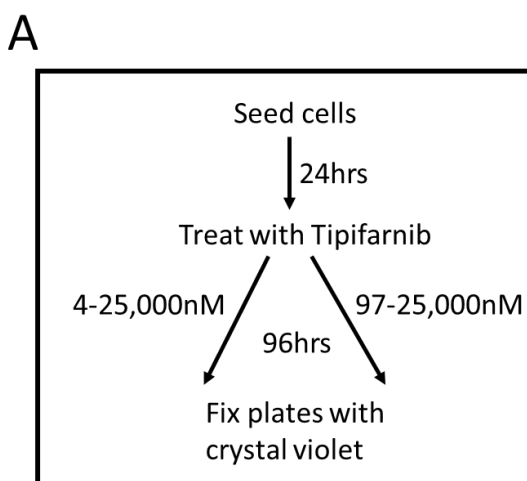 A
Seed cells
24hrs
Treat with Tipifarnib
4-25,000nM
97-25,000nM
96hrs
Fix plates with
crystal violet